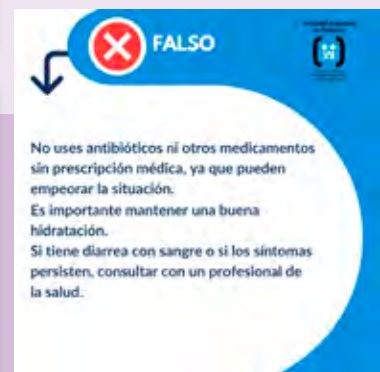 FALSO
No uses antibióticos ni otros medicamentos
sin prescripción médica, ya que pueden
empeorar la situación.
Es importante mantener una buena
hidratación.
Si tiene diarrea con sangre o si los síntomas
persisten, consultar con un profesional de
la salud.